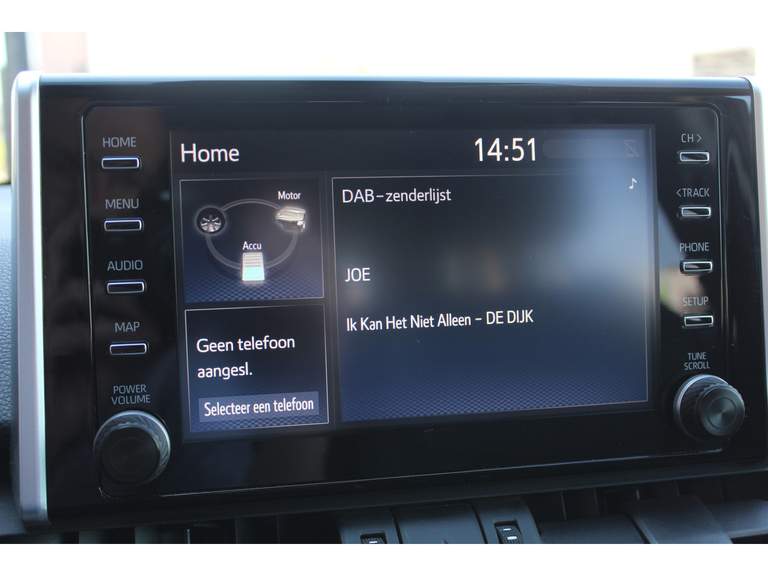 HOME
MENU
AUDIO
MAP
POWER
VOLUME
Home
14:51
Motor
Accu
Geen telefoon
aangesl.
Selecteer een telefoon
DAB-zenderlijst
JOE
Ik Kan Het Niet Alleen - DE DIJK
CH >
< TRACK
PHONE
SETUP
TUNE
SCROLL